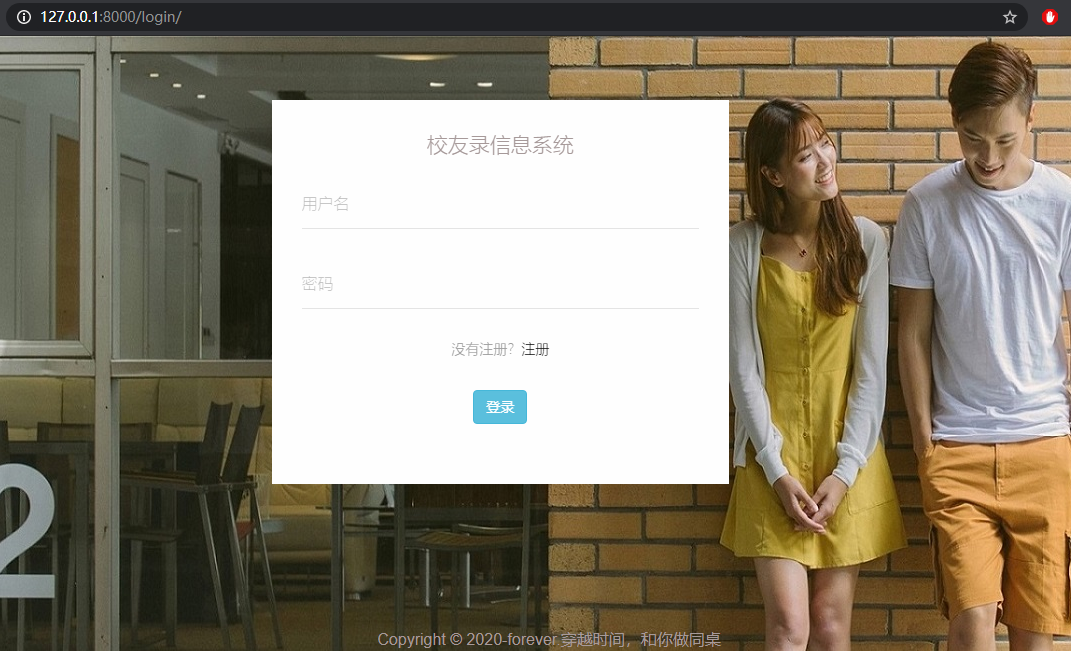 127.0.0.1:8000/login/
校友录信息系统
用户名
密码
没有注册? 注册
登录
2
Copyright © 2020-forever 穿越时间，和你做同桌